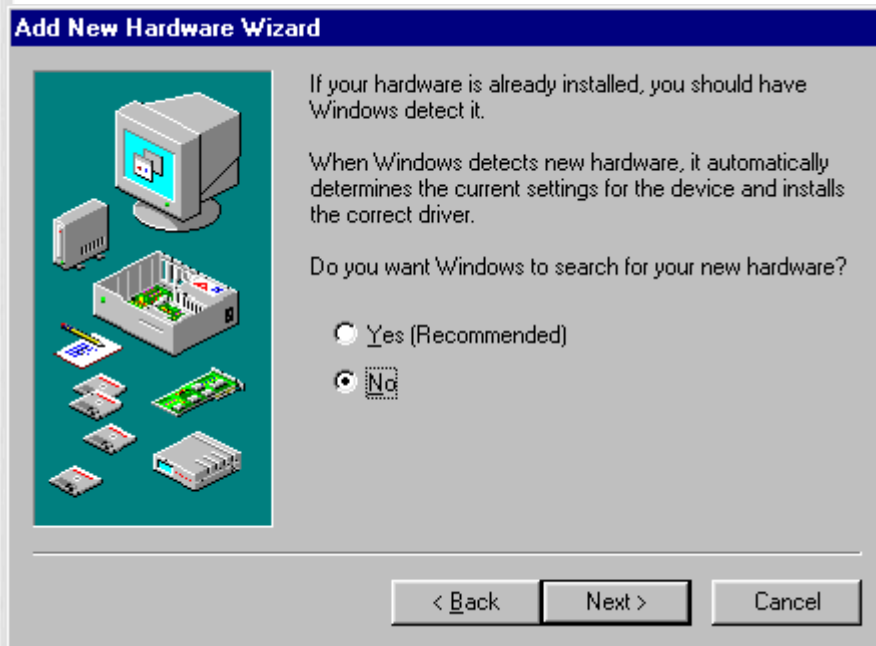 Add New Hardware Wizard
If your hardware is already installed, you should have
Windows detect it.
When Windows detects new hardware, it automatically
determines the current settings for the device and installs
the correct driver.
Do you want Windows to search for your new hardware?
Yes (Recommended)
No
< Back
Next >
Cancel